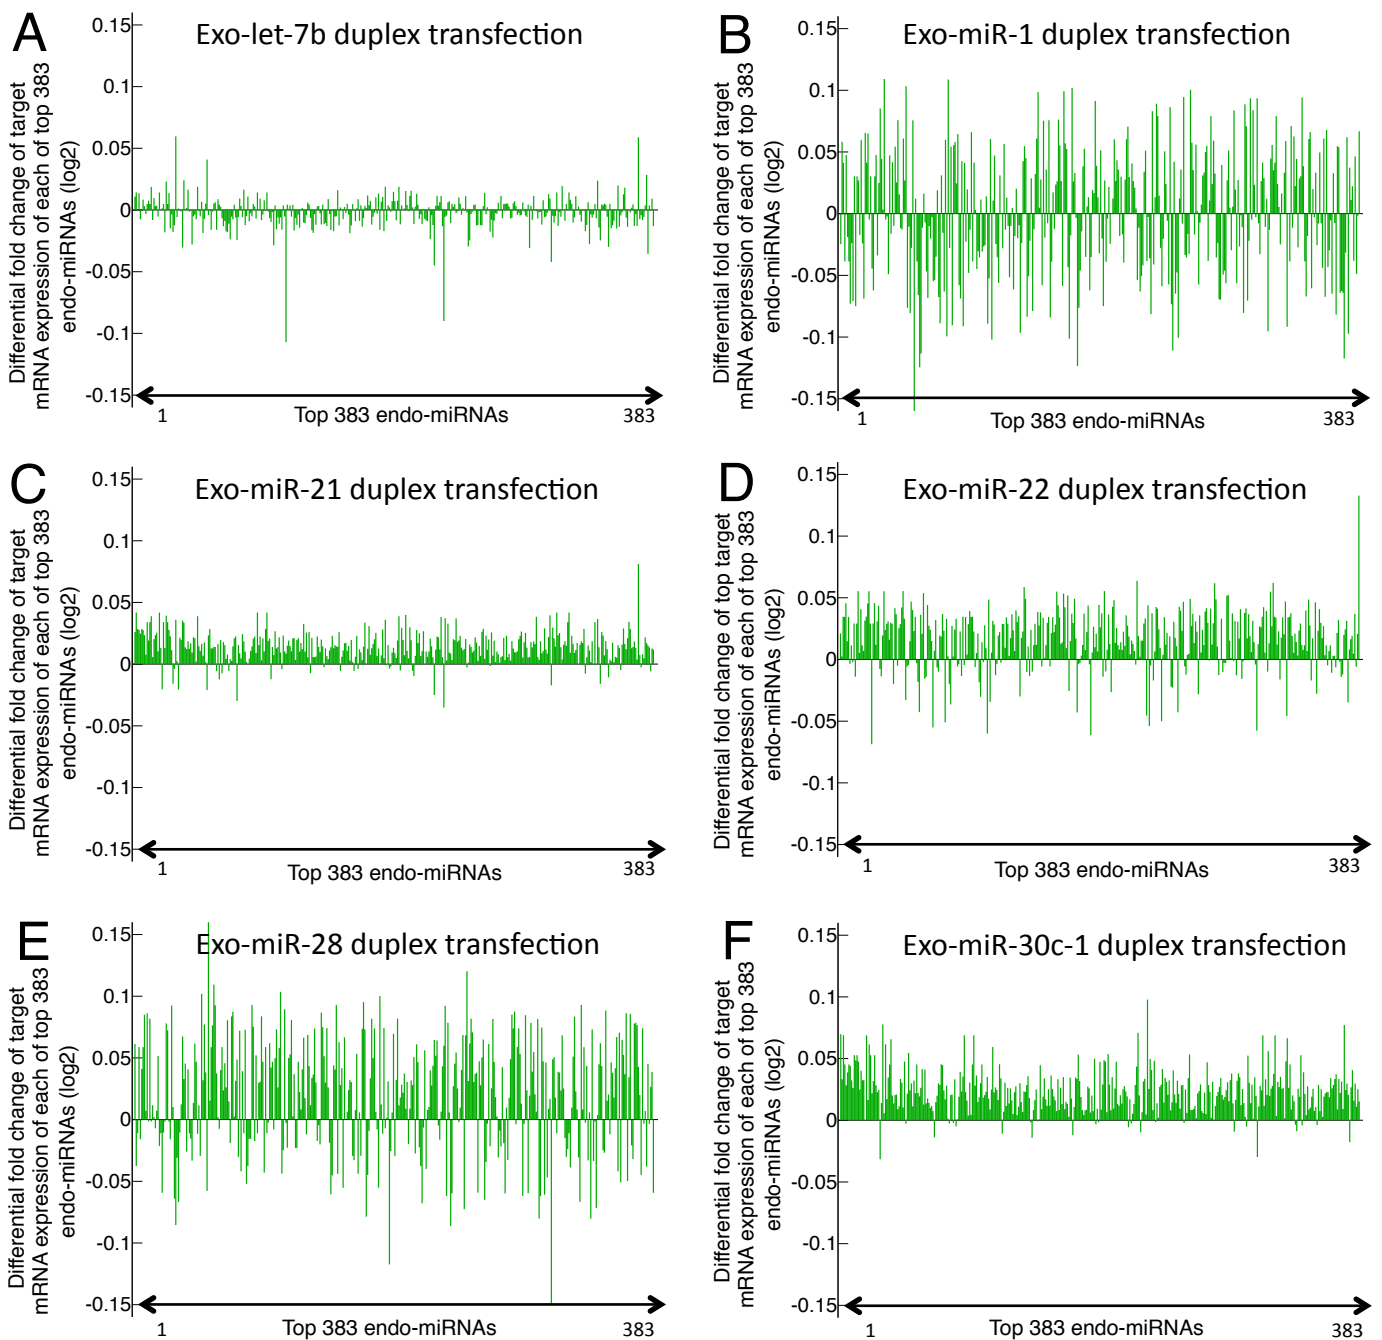 A
Exo-let-7b duplex transfection
Differential fold change of target
mRNA expression of each of top 383
endo-miRNAs (log2)
0.15
0.1
0.05
0
-0.05
-0.1
-0.15
1
Top 383 endo-miRNAs
383
B
Exo-miR-1 duplex transfection
Differential fold change of target
mRNA expression of each of top 383
endo-miRNAs (log2)
0.15
0.1
0.05
0
-0.05
-0.1
-0.15
1
Top 383 endo-miRNAs
383
C
Exo-miR-21 duplex transfection
Differential fold change of target
mRNA expression of each of top 383
endo-miRNAs (log2)
0.15
0.1
0.05
0
-0.05
-0.1
-0.15
1
Top 383 endo-miRNAs
383
D
Exo-miR-22 duplex transfection
Differential fold change of top target
mRNA expression of each of top 383
endo-miRNAs (log2)
0.15
0.1
0.05
0
-0.05
-0.1
-0.15
1
Top 383 endo-miRNAs
383
E
Exo-miR-28 duplex transfection
Differential fold change of target
mRNA expression of each of top 383
endo-miRNAs (log2)
0.15
0.1
0.05
0
-0.05
-0.1
-0.15
1
Top 383 endo-miRNAs
383
F
Exo-miR-30c-1 duplex transfection
Differential fold change of target
mRNA expression of each of top 383
endo-miRNAs (log2)
0.15
0.1
0.05
0
-0.05
-0.1
-0.15
1
Top 383 endo-miRNAs
383